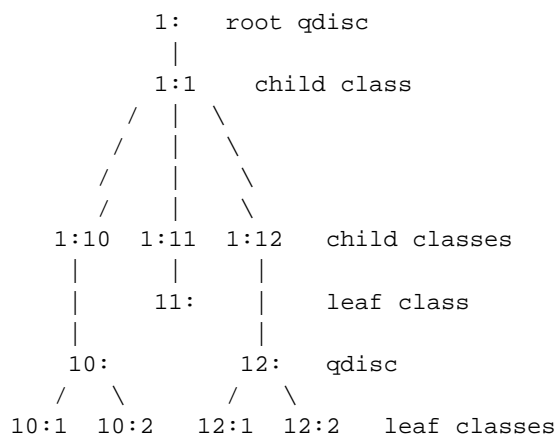 1: root qdisc
|
1:1 child class
/ | \
/ | \
/ | \
/ | \
1:10 1:11 1:12 child classes
| | |
| 11: | leaf class
| |
10: 12: qdisc
/ \ / \
10:1 10:2 12:1 12:2 leaf classes